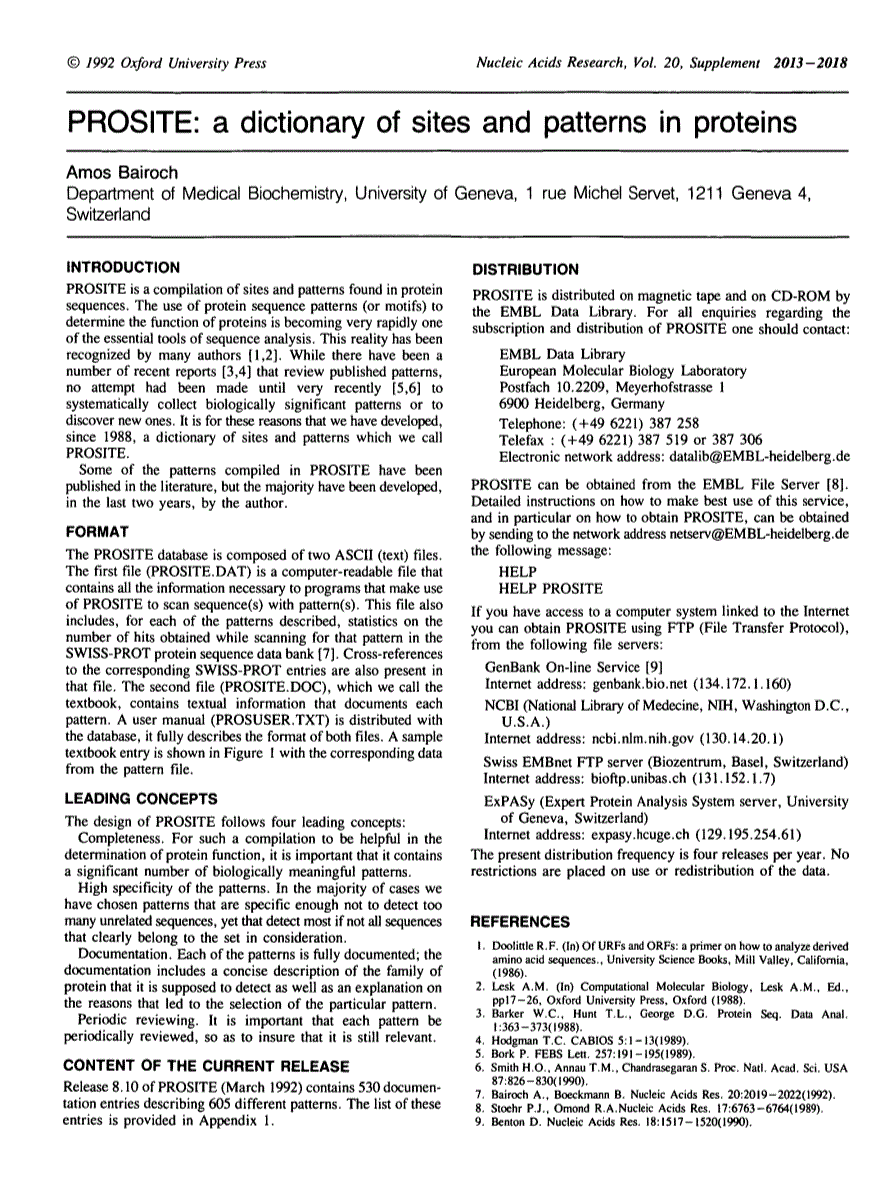 © 1992 Oxford University Press
Nucleic Acids Research, Vol. 20, Supplement 2013–2018
PROSITE: a dictionary of sites and patterns in proteins
Amos Bairoch
Department of Medical Biochemistry, University of Geneva, 1 rue Michel Servet, 1211 Geneva 4,
Switzerland
INTRODUCTION
PROSITE is a compilation of sites and patterns found in protein
sequences. The use of protein sequence patterns (or motifs) to
determine the function of proteins is becoming very rapidly one
of the essential tools of sequence analysis. This reality has been
recognized by many authors [1,2]. While there have been a
number of recent reports [3,4] that review published patterns,
no attempt had been made until very recently [5,6] to
systematically collect biologically significant patterns or to
discover new ones. It is for these reasons that we have developed,
since 1988, a dictionary of sites and patterns which we call
PROSITE.
Some of the patterns compiled in PROSITE have been
published in the literature, but the majority have been developed,
in the last two years, by the author.
FORMAT
The PROSITE database is composed of two ASCII (text) files.
The first file (PROSITE.DAT) is a computer-readable file that
contains all the information necessary to programs that make use
of PROSITE to scan sequence(s) with pattern(s). This file also
includes, for each of the patterns described, statistics on the
number of hits obtained while scanning for that pattern in the
SWISS-PROT protein sequence data bank [7]. Cross-references
to the corresponding SWISS-PROT entries are also present in
that file. The second file (PROSITE.DOC), which we call the
textbook, contains textual information that documents each
pattern. A user manual (PROSUSER.TXT) is distributed with
the database, it fully describes the format of both files. A sample
textbook entry is shown in Figure 1 with the corresponding data
from the pattern file.
LEADING CONCEPTS
The design of PROSITE follows four leading concepts:
Completeness. For such a compilation to be helpful in the
determination of protein function, it is important that it contains
a significant number of biologically meaningful patterns.
High specificity of the patterns. In the majority of cases we
have chosen patterns that are specific enough not to detect too
many unrelated sequences, yet that detect most if not all sequences
that clearly belong to the set in consideration.
Documentation. Each of the patterns is fully documented; the
documentation includes a concise description of the family of
protein that it is supposed to detect as well as an explanation on
the reasons that led to the selection of the particular pattern.
Periodic reviewing. It is important that each pattern be
periodically reviewed, so as to insure that it is still relevant.
CONTENT OF THE CURRENT RELEASE
Release 8.10 of PROSITE (March 1992) contains 530 documen-
tation entries describing 605 different patterns. The list of these
entries is provided in Appendix 1.
DISTRIBUTION
PROSITE is distributed on magnetic tape and on CD-ROM by
the EMBL Data Library. For all enquiries regarding the
subscription and distribution of PROSITE one should contact:
EMBL Data Library
European Molecular Biology Laboratory
Postfach 10.2209, Meyerhofstrasse 1
6900 Heidelberg, Germany
Telephone: (+49 6221) 387 258
Telefax : (+49 6221) 387 519 or 387 306
Electronic network address: datalib@EMBL-heidelberg.de
PROSITE can be obtained from the EMBL File Server [8].
Detailed instructions on how to make best use of this service,
and in particular on how to obtain PROSITE, can be obtained
by sending to the network address netserv@EMBL-heidelberg.de
the following message:
HELP
HELP PROSITE
If you have access to a computer system linked to the Internet
you can obtain PROSITE using FTP (File Transfer Protocol),
from the following file servers:
GenBank On-line Service [9]
Internet address: genbank.bio.net (134.172.1.160)
NCBI (National Library of Medecine, NIH, Washington D.C.,
U.S.A.)
Internet address: ncbi.nlm.nih.gov (130.14.20.1)
Swiss EMBnet FTP server (Biozentrum, Basel, Switzerland)
Internet address: bioftp.unibas.ch (131.152.1.7)
ExPASy (Expert Protein Analysis System server, University
of Geneva, Switzerland)
Internet address: expasy.hcuge.ch (129.195.254.61)
The present distribution frequency is four releases per year. No
restrictions are placed on use or redistribution of the data.
REFERENCES
1. Doolittle R.F. (In) Of URFs and ORFs: a primer on how to analyze derived
amino acid sequences., University Science Books, Mill Valley, California,
(1986).
2. Lesk A.M. (In) Computational Molecular Biology, Lesk A.M., Ed.,
pp17–26, Oxford University Press, Oxford (1988).
3. Barker W.C., Hunt T.L., George D.G. Protein Seq. Data Anal.
1:363–373(1988).
4. Hodgman T.C. CABIOS 5:1–13(1989).
5. Bork P. FEBS Lett. 257:191–195(1989).
6. Smith H.O., Annau T.M., Chandrasegaran S. Proc. Natl. Acad. Sci. USA
87:826–830(1990).
7. Bairoch A., Boeckmann B. Nucleic Acids Res. 20:2019–2022(1992).
8. Stoehr P.J., Omond R.A.Nucleic Acids Res. 17:6763–6764(1989).
9. Benton D. Nucleic Acids Res. 18:1517–1520(1990).